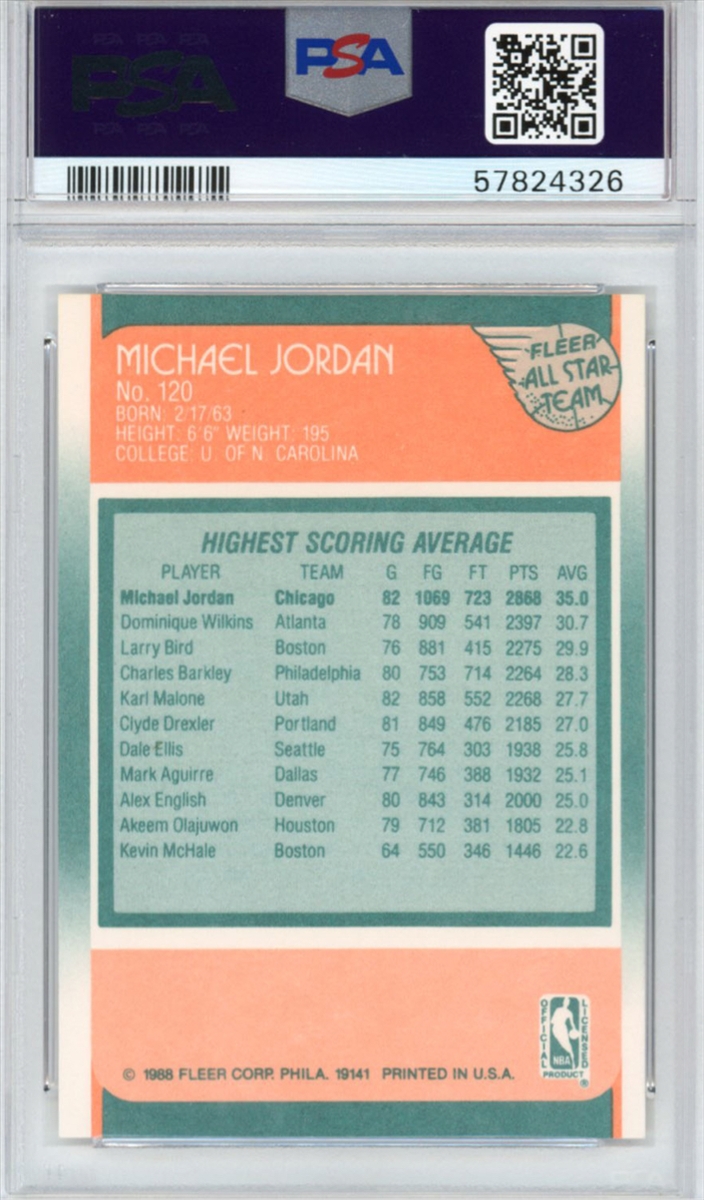 PSA PSA PSA
PSA
PSA PSA PSA
PSA
57824326
MICHAEL JORDAN
No. 120
BORN: 2/17/63
HEIGHT: 6'6" WEIGHT: 195
COLLEGE: U. OF N. CAROLINA
FLEER
ALL STAR
TEAM
HIGHEST SCORING AVERAGE
PLAYER TEAM G FG FT PTS AVG
Michael Jordan Chicago 82 1069 723 2868 35.0
Dominique Wilkins Atlanta 78 909 541 2397 30.7
Larry Bird Boston 76 881 415 2275 29.9
Charles Barkley Philadelphia 80 753 714 2264 28.3
Karl Malone Utah 82 858 552 2268 27.7
Clyde Drexler Portland 81 849 476 2185 27.0
Dale Ellis Seattle 75 764 303 1938 25.8
Mark Aguirre Dallas 77 746 388 1932 25.1
Alex English Denver 80 843 314 2000 25.0
Akeem Olajuwon Houston 79 712 381 1805 22.8
Kevin McHale Boston 64 550 346 1446 22.6
© 1988 FLEER CORP. PHILA. 19141 PRINTED IN U.S.A.
OFFICIAL
LICENSED
NBA
PRODUCT ®